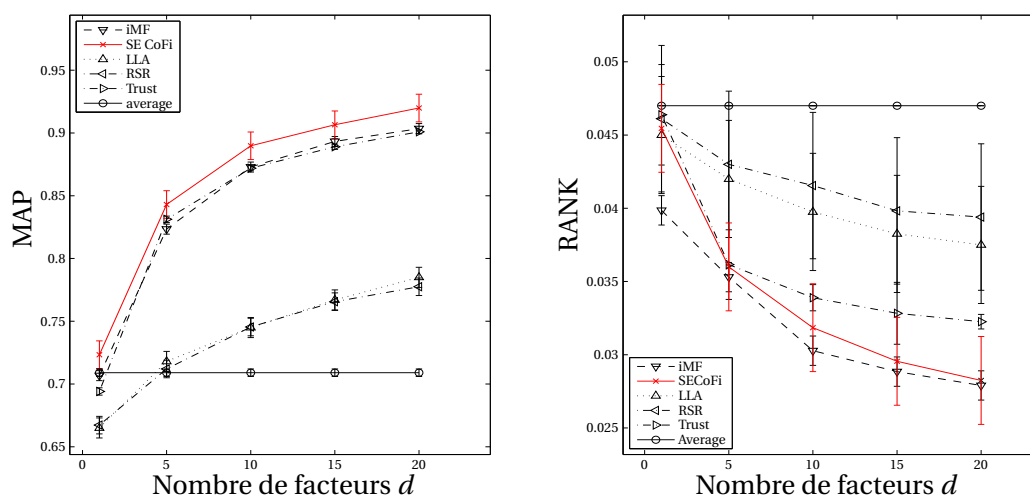 iMF
SE CoFi
LLA
RSR
Trust
average
0.95
0.9
0.85
0.8
0.75
0.7
0.65
MAP
0
5
10
15
20
Nombre de facteurs d
0.05
0.045
0.04
0.035
0.03
0.025
RANK
iMF
SECoFi
LLA
RSR
Trust
Average
0
5
10
15
20
Nombre de facteurs d